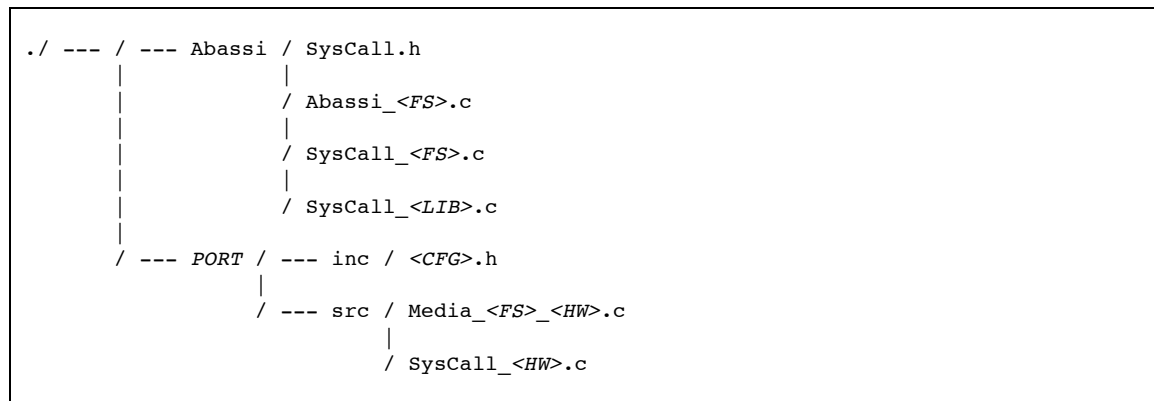 ./ --- / --- Abassi / SysCall.h
       |            |
       |            / Abassi_<FS>.c
       |            |
       |            / SysCall_<FS>.c
       |            |
       |            / SysCall_<LIB>.c
       |
       / --- PORT / --- inc / <CFG>.h
                  |
                  / --- src / Media_<FS>_<HW>.c
                            |
                            / SysCall_<HW>.c